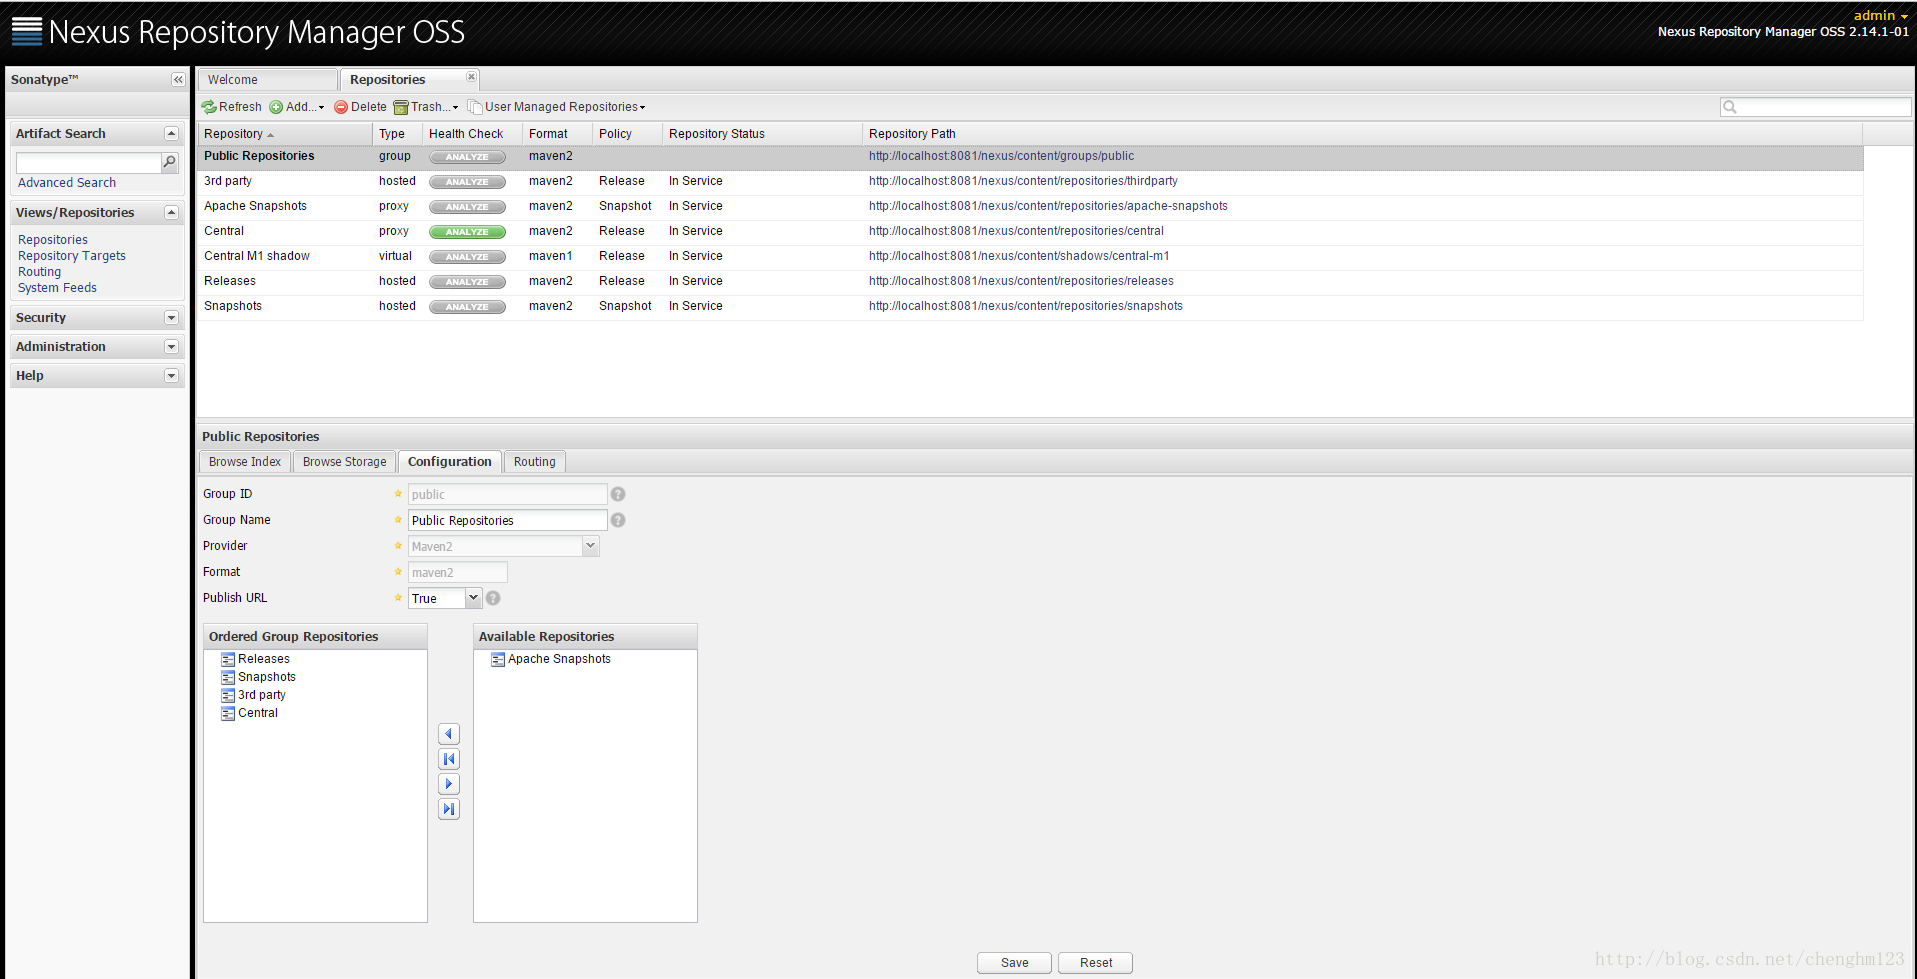 Nexus Repository Manager OSS
admin
Nexus Repository Manager OSS 2.14.1-01
Sonatype™
Artifact Search
Advanced Search
Views/Repositories
Repositories
Repository Targets
Routing
System Feeds
Security
Administration
Help
Welcome
Repositories
Refresh Add... Delete Trash... User Managed Repositories
Repository Type Health Check Format Policy Repository Status Repository Path
Public Repositories group ANALYZE maven2 http://localhost:8081/nexus/content/groups/public
3rd party hosted ANALYZE maven2 Release In Service http://localhost:8081/nexus/content/repositories/thirdparty
Apache Snapshots proxy ANALYZE maven2 Snapshot In Service http://localhost:8081/nexus/content/repositories/apache-snapshots
Central proxy ANALYZE maven2 Release In Service http://localhost:8081/nexus/content/repositories/central
Central M1 shadow virtual ANALYZE maven1 Release In Service http://localhost:8081/nexus/content/shadows/central-m1
Releases hosted ANALYZE maven2 Release In Service http://localhost:8081/nexus/content/repositories/releases
Snapshots hosted ANALYZE maven2 Snapshot In Service http://localhost:8081/nexus/content/repositories/snapshots
Public Repositories
Browse Index Browse Storage Configuration Routing
Group ID public
Group Name Public Repositories
Provider Maven2
Format maven2
Publish URL True
Ordered Group Repositories
Releases
Snapshots
3rd party
Central
Available Repositories
Apache Snapshots
Save Reset
http://blog.csdn.net/chenghm123